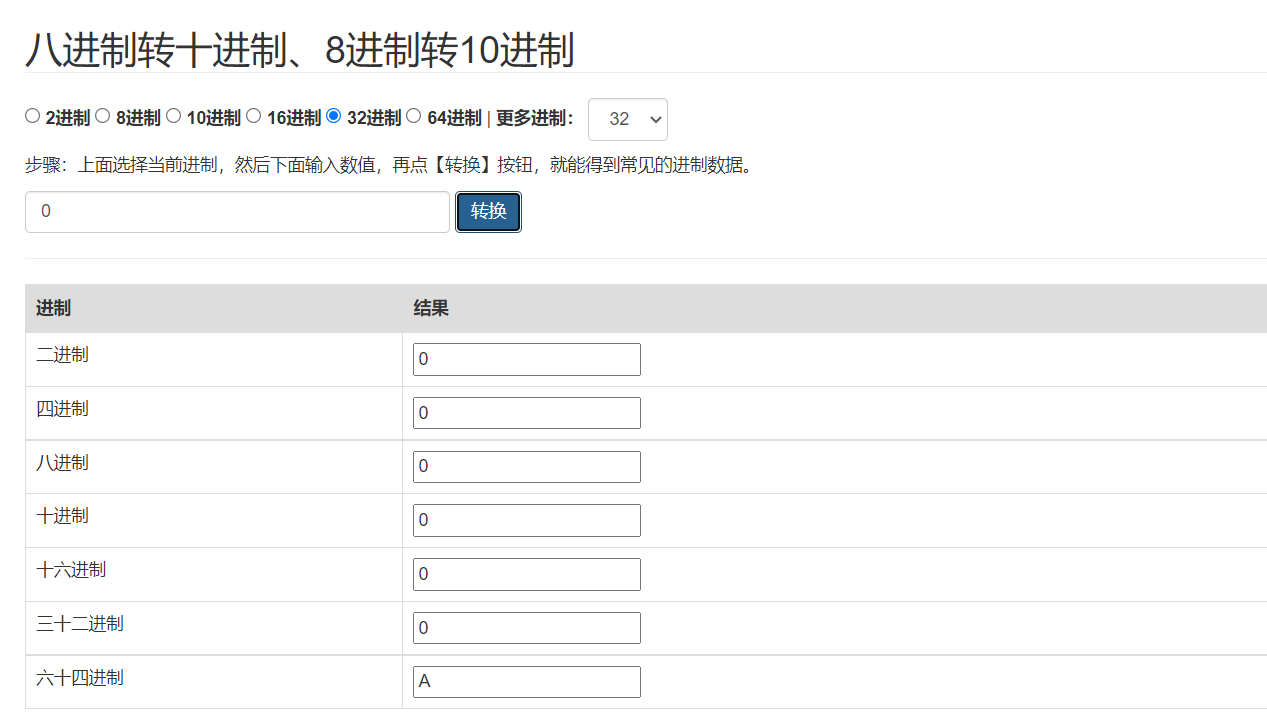 八进制转十进制、8进制转10进制
2进制 8进制 10进制 16进制 32进制 64进制 | 更多进制： 32
步骤：上面选择当前进制，然后下面输入数值，再点【转换】按钮，就能得到常见的进制数据。
0 转换
进制 结果
二进制 0
四进制 0
八进制 0
十进制 0
十六进制 0
三十二进制 0
六十四进制 A